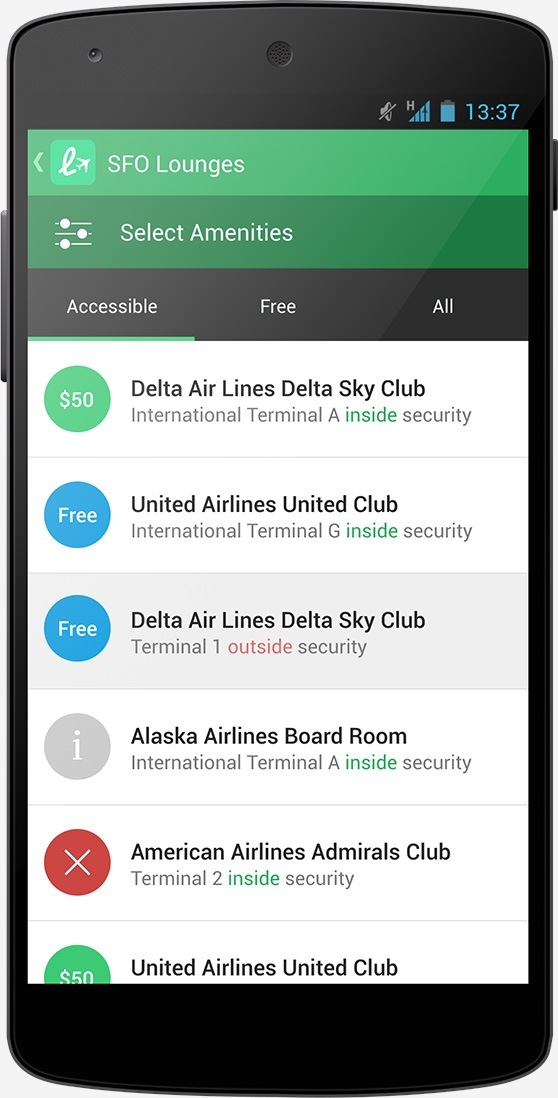 H 13:37
SFO Lounges
Select Amenities
Accessible Free All
$50
Delta Air Lines Delta Sky Club
International Terminal A inside security
Free
United Airlines United Club
International Terminal G inside security
Free
Delta Air Lines Delta Sky Club
Terminal 1 outside security
i
Alaska Airlines Board Room
International Terminal A inside security
American Airlines Admirals Club
Terminal 2 inside security
$50
United Airlines United Club